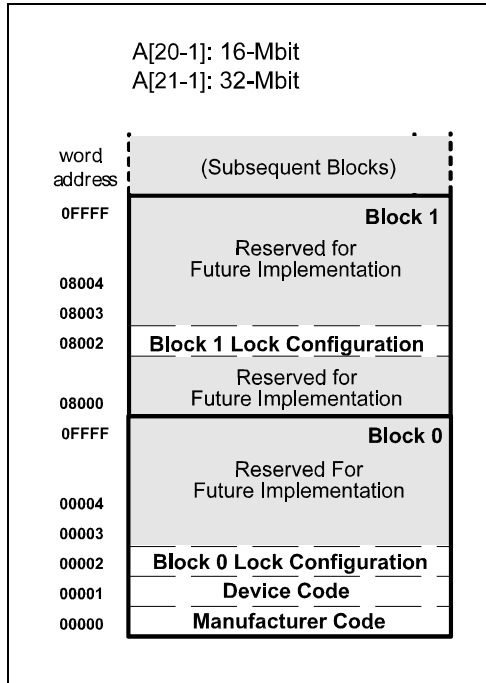 A[20-1]: 16-Mbit
A[21-1]: 32-Mbit
word
address
(Subsequent Blocks)
0FFFF
Block 1
Reserved for
Future Implementation
08004
08003
08002
Block 1 Lock Configuration
Reserved for
Future Implementation
08000
0FFFF
Block 0
Reserved For
Future Implementation
00004
00003
00002
Block 0 Lock Configuration
00001
Device Code
00000
Manufacturer Code